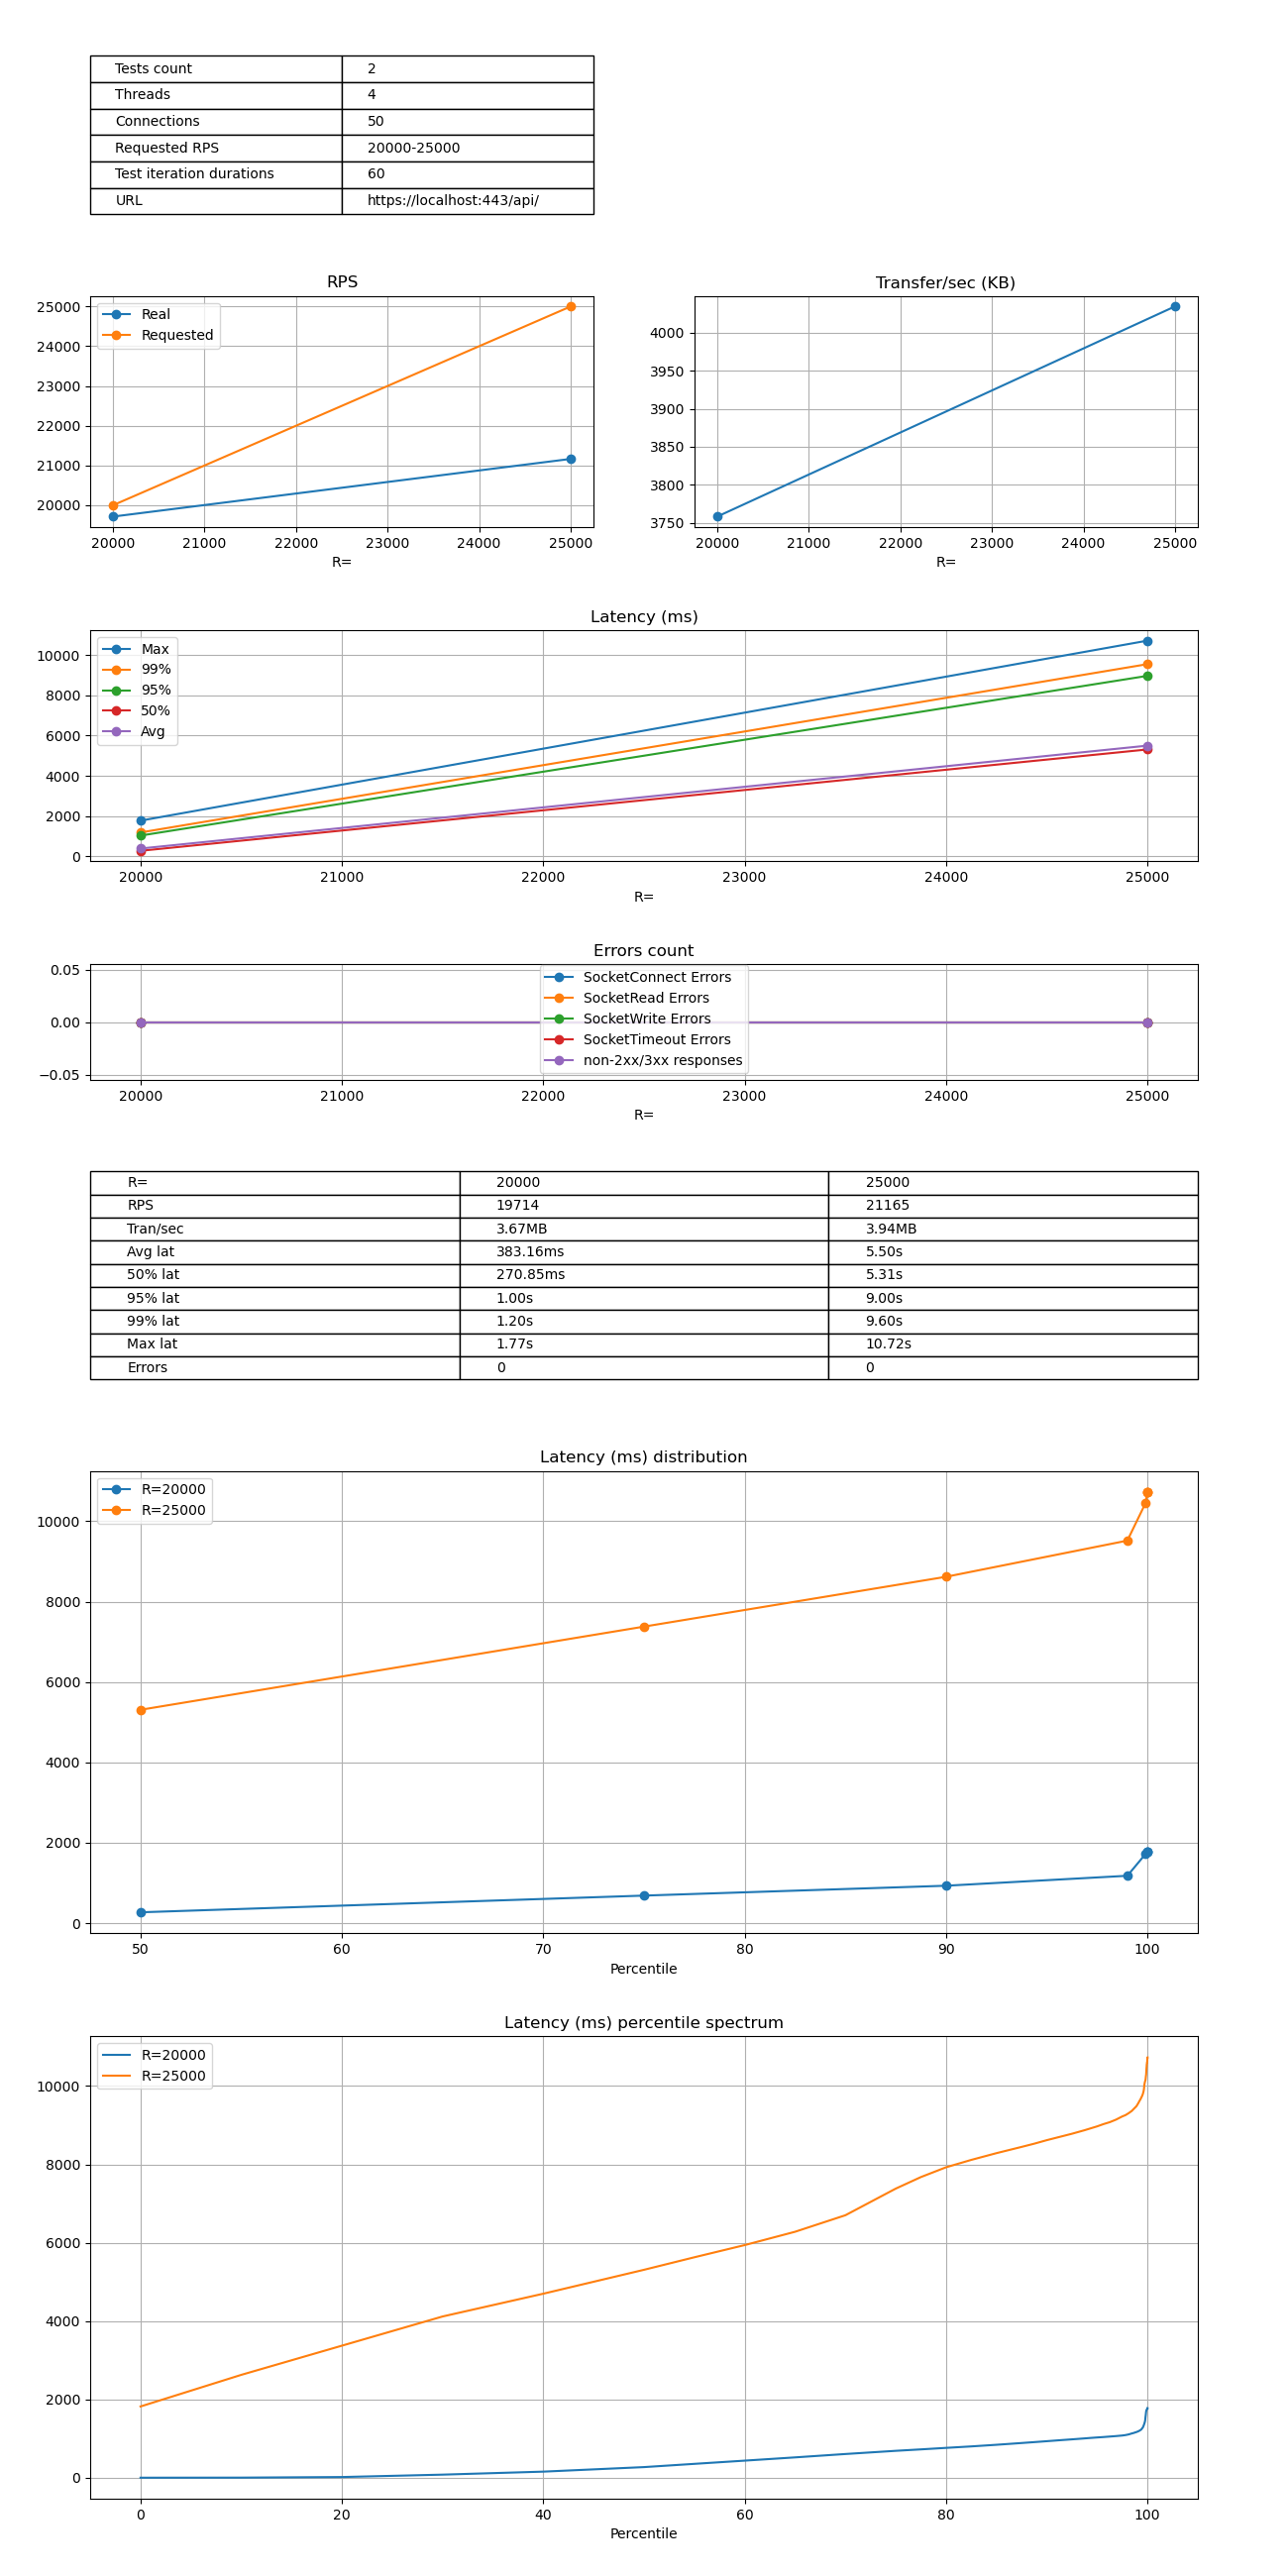 Tests count 2
Threads 4
Connections 50
Requested RPS 20000-25000
Test iteration durations 60
URL https://localhost:443/api/
RPS
Real
Requested
25000
24000
23000
22000
21000
20000
20000 21000 22000 23000 24000 25000
R=
Transfer/sec (KB)
4000
3950
3900
3850
3800
3750
20000 21000 22000 23000 24000 25000
R=
Latency (ms)
Max
99%
95%
50%
Avg
10000
8000
6000
4000
2000
0
20000 21000 22000 23000 24000 25000
R=
Errors count
SocketConnect Errors
SocketRead Errors
SocketWrite Errors
SocketTimeout Errors
non-2xx/3xx responses
0.05
0.00
−0.05
20000 21000 22000 23000 24000 25000
R=
R= 20000 25000
RPS 19714 21165
Tran/sec 3.67MB 3.94MB
Avg lat 383.16ms 5.50s
50% lat 270.85ms 5.31s
95% lat 1.00s 9.00s
99% lat 1.20s 9.60s
Max lat 1.77s 10.72s
Errors 0 0
Latency (ms) distribution
R=20000
R=25000
10000
8000
6000
4000
2000
0
50 60 70 80 90 100
Percentile
Latency (ms) percentile spectrum
R=20000
R=25000
10000
8000
6000
4000
2000
0
0 20 40 60 80 100
Percentile